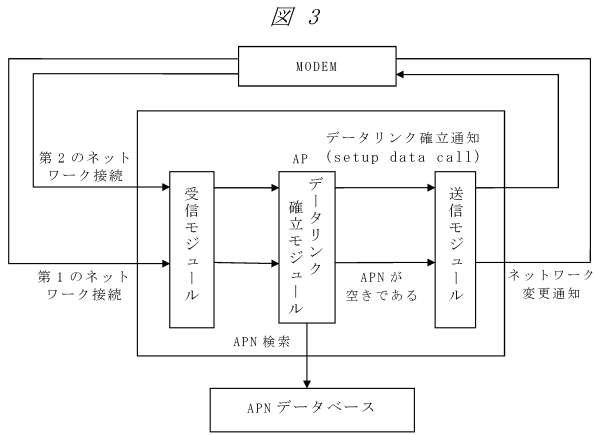 図 3
MODEM
データリンク確立通知
(setup data call)
AP
第2のネット
ワーク接続
受信モジュール
データリンク
確立モジュール
送信モジュール
第1のネット
ワーク接続
APNが
空きである
ネットワーク
変更通知
APN検索
APNデータベース